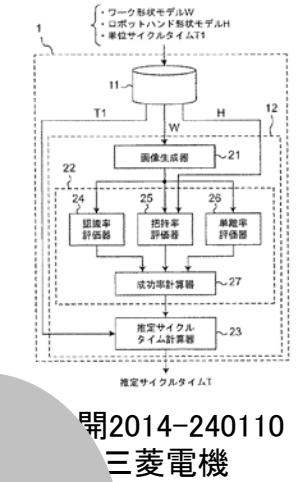 ・ワーク形状モデルW
・ロボットハンド形状モデルH
・単位サイクルタイムT1
1
11
T1
H
12
W
画像生成器
21
22
24
25
26
認識率
評価器
把持率
評価器
単離率
評価器
成功率計算器
27
推定サイクル
タイム計算器
23
推定サイクルタイムT
開2014-240110
三菱電機